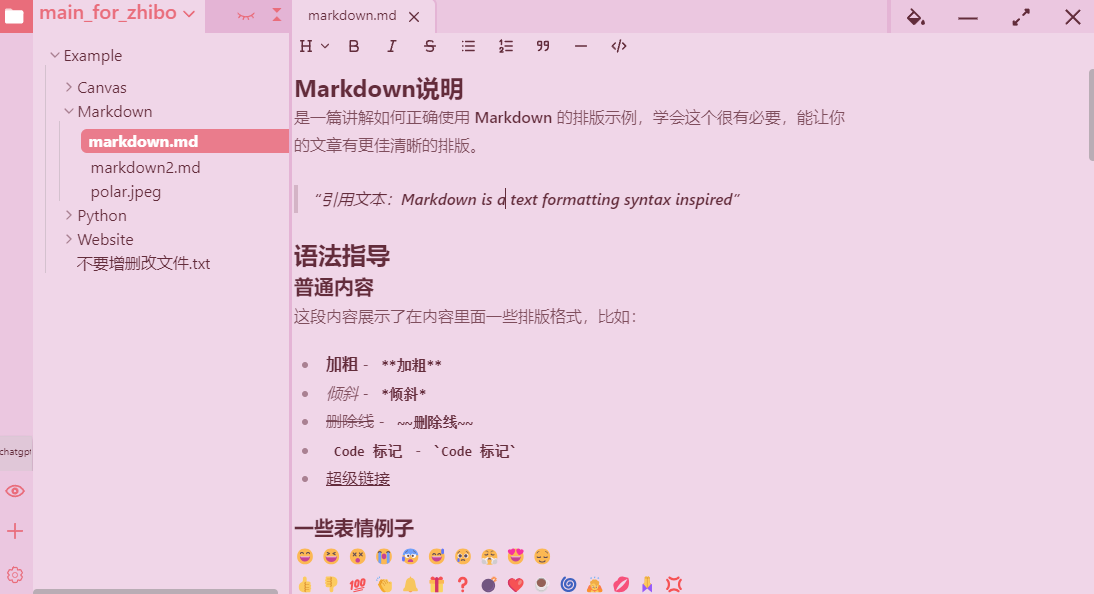 main_for_zhibo
markdown.md
H B I S
Example
Canvas
Markdown
markdown.md
markdown2.md
polar.jpeg
Python
Website
不要增删改文件.txt
chatgpt
Markdown说明
是一篇讲解如何正确使用 Markdown 的排版示例，学会这个很有必要，能让你
的文章有更佳清晰的排版。
“引用文本：Markdown is a text formatting syntax inspired”
语法指导
普通内容
这段内容展示了在内容里面一些排版格式，比如：
加粗 - **加粗**
倾斜 - *倾斜*
删除线 - ~~删除线~~
Code 标记 - `Code 标记`
超级链接
一些表情例子